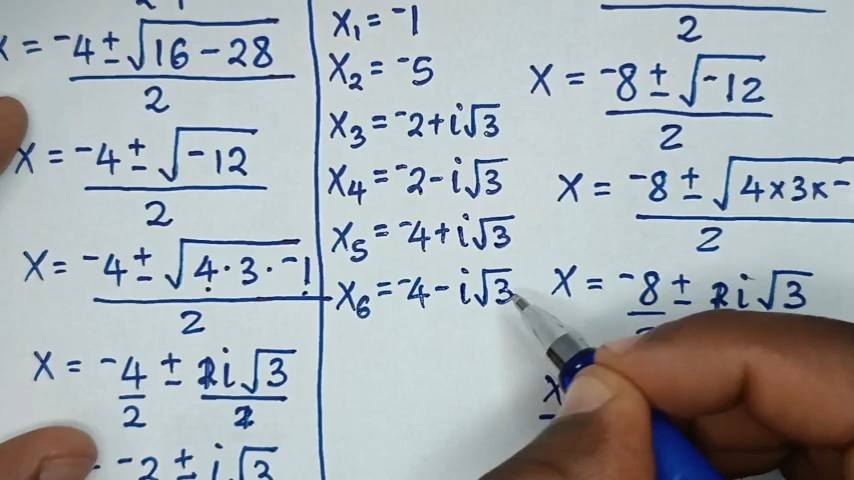 X = ⁻4 ± √16 – 28
2
X = ⁻4 ± √⁻12
2
X = ⁻4 ± √4 · 3 · ⁻1
2
X = ⁻4 ± 2i√3
2 2
⁻2 ± i√3
X₁ = ⁻1
X₂ = ⁻5
X₃ = ⁻2 + i√3
X₄ = ⁻2 – i√3
X₅ = ⁻4 + i√3
X₆ = ⁻4 – i√3
2
X = ⁻8 ± √⁻12
2
X = ⁻8 ± √4×3×⁻
2
X = ⁻8 ± 2i√3
X